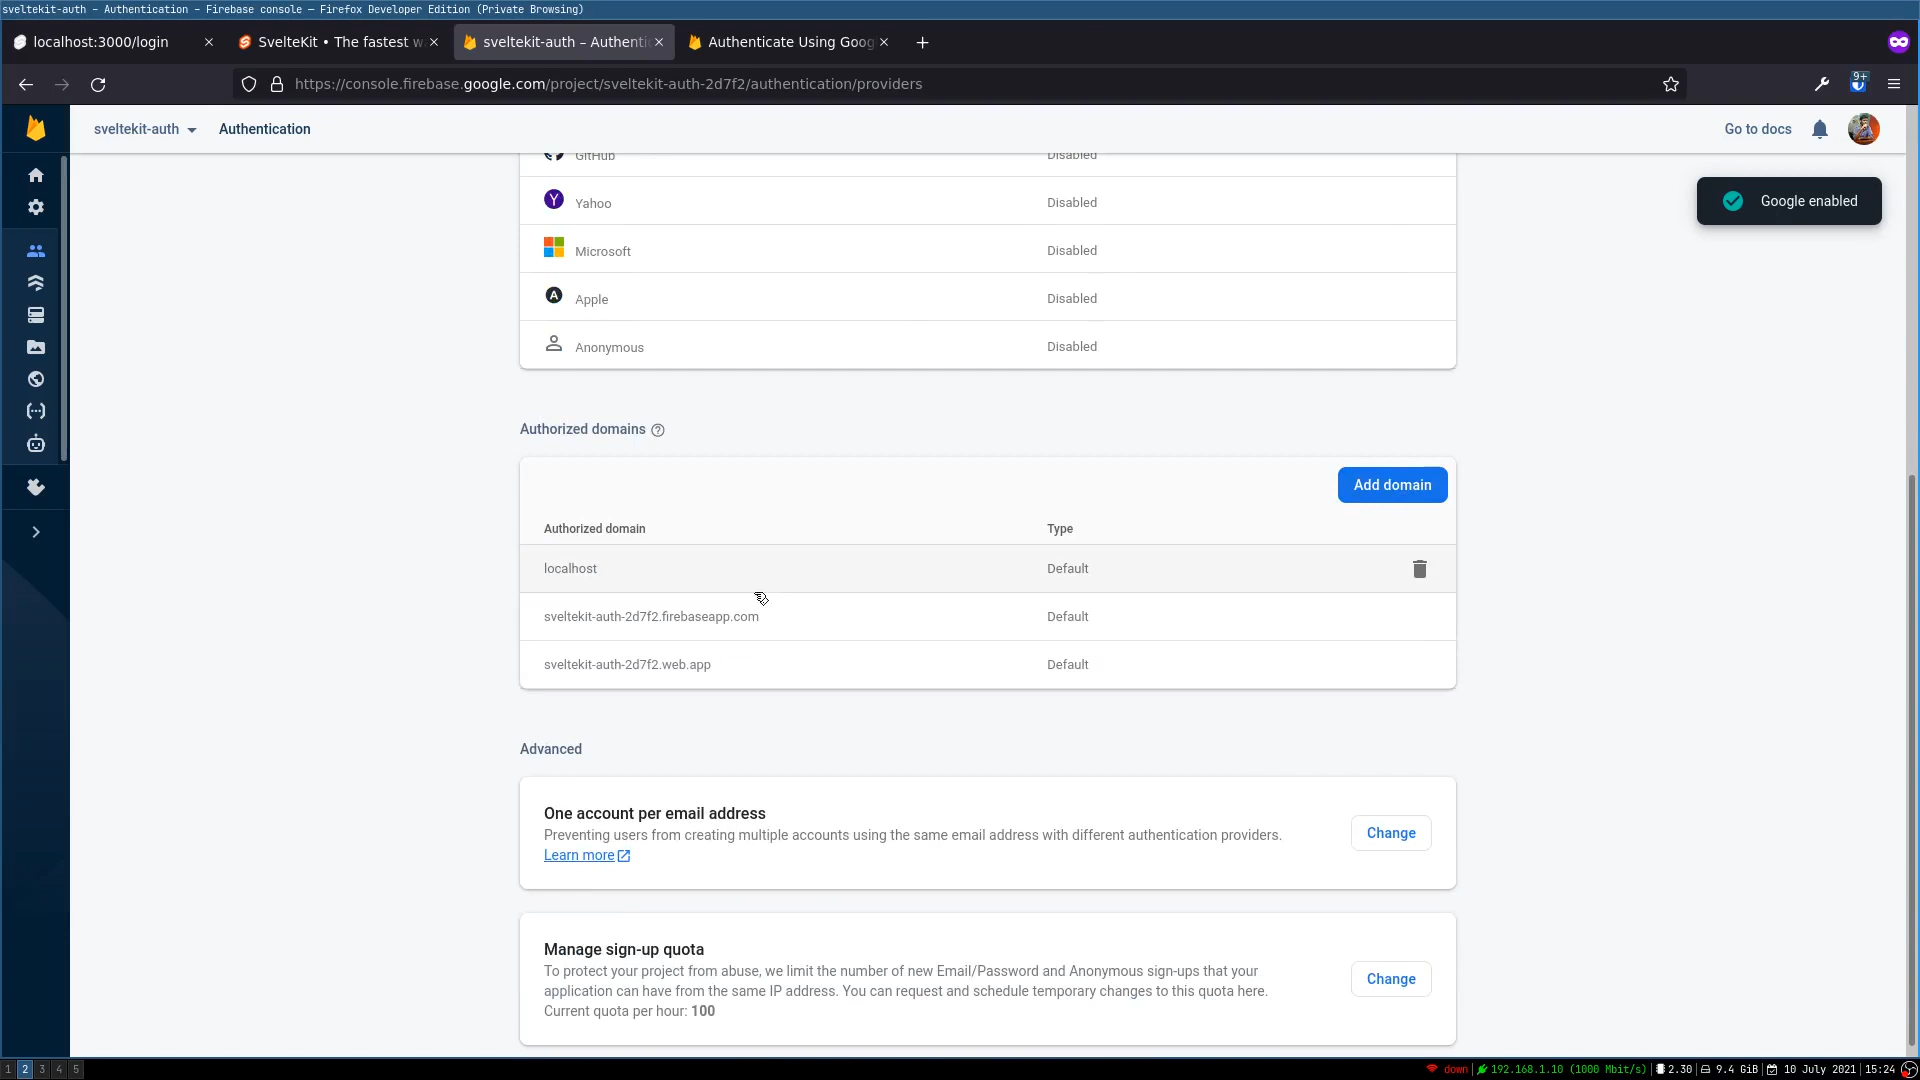 sveltekit-auth – Authentication – Firebase console — Firefox Developer Edition (Private Browsing)
localhost:3000/login
SvelteKit • The fastest w
sveltekit-auth – Authenti
Authenticate Using Goog
https://console.firebase.google.com/project/sveltekit-auth-2d7f2/authentication/providers
9+
sveltekit-auth
Authentication
Go to docs
GitHub
Disabled
Yahoo
Disabled
Google enabled
Microsoft
Disabled
Apple
Disabled
Anonymous
Disabled
Authorized domains
Add domain
Authorized domain
Type
localhost
Default
sveltekit-auth-2d7f2.firebaseapp.com
Default
sveltekit-auth-2d7f2.web.app
Default
Advanced
One account per email address
Preventing users from creating multiple accounts using the same email address with different authentication providers.
Learn more
Change
Manage sign-up quota
To protect your project from abuse, we limit the number of new Email/Password and Anonymous sign-ups that your
application can have from the same IP address. You can request and schedule temporary changes to this quota here.
Current quota per hour: 100
Change
1 2 3 4 5
down | 192.168.1.10 (1000 Mbit/s) | 2.30 | 9.4 GiB | 10 July 2021 | 15:24